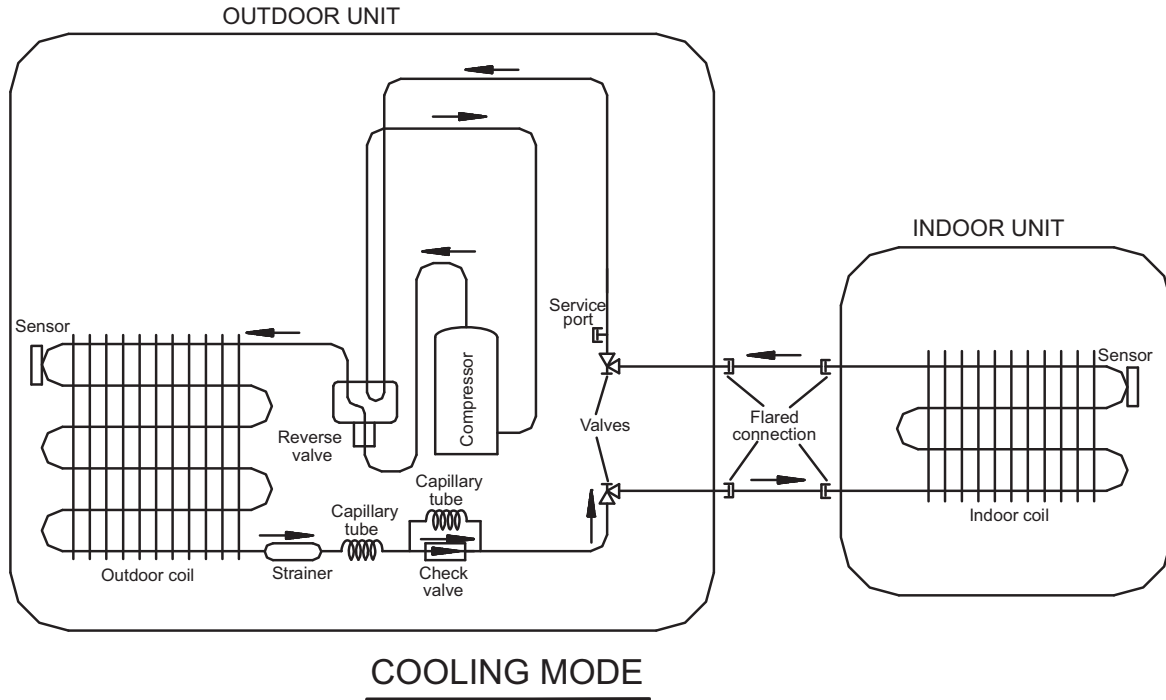 OUTDOOR UNIT
INDOOR UNIT
Service
port
Sensor
Sensor
Compressor
Reverse
valve
Valves
Flared
connection
Capillary
tube
Capillary
tube
Indoor coil
Outdoor coil
Strainer
Check
valve
COOLING MODE